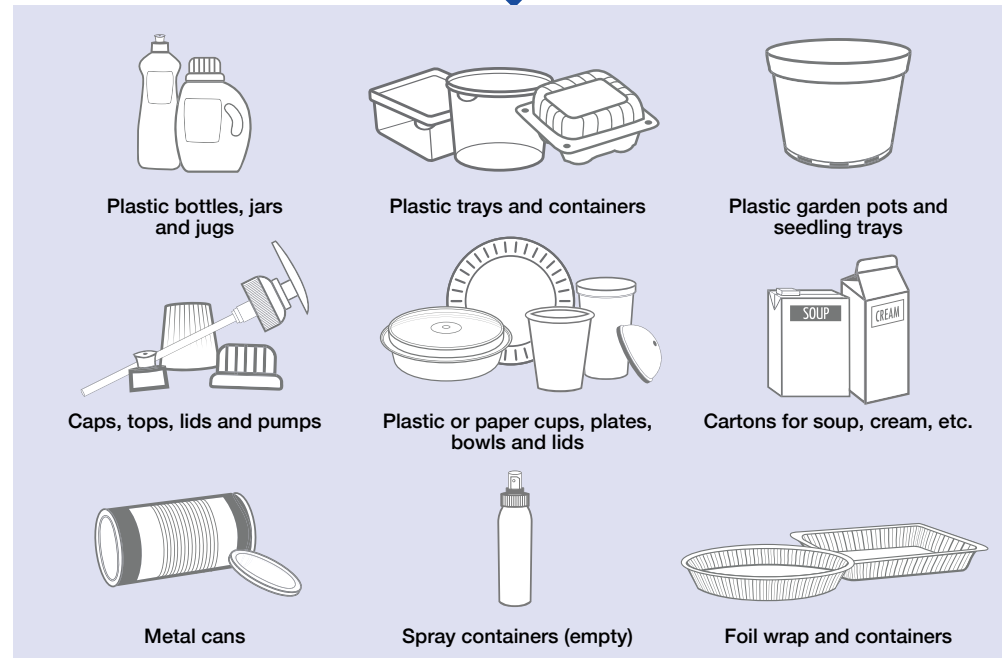 Plastic bottles, jars
and jugs
Plastic trays and containers
Plastic garden pots and
seedling trays
SOUP
CREAM
Caps, tops, lids and pumps
Plastic or paper cups, plates,
bowls and lids
Cartons for soup, cream, etc.
Metal cans
Spray containers (empty)
Foil wrap and containers